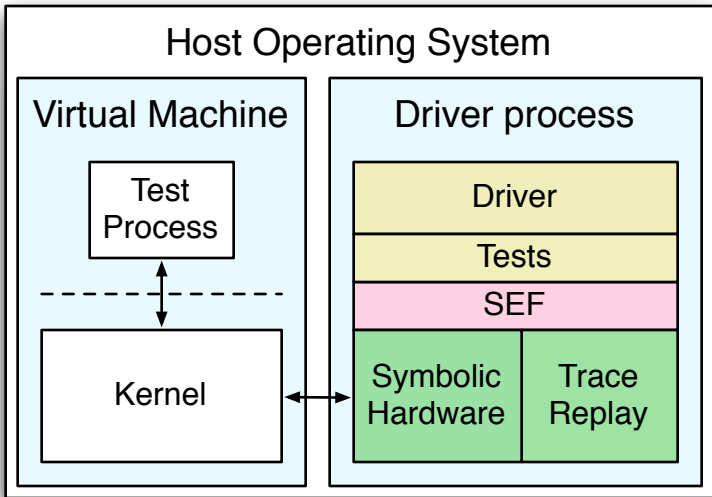 Host Operating System
Virtual Machine
Test
Process
Kernel
Driver process
Driver
Tests
SEF
Symbolic
Hardware
Trace
Replay